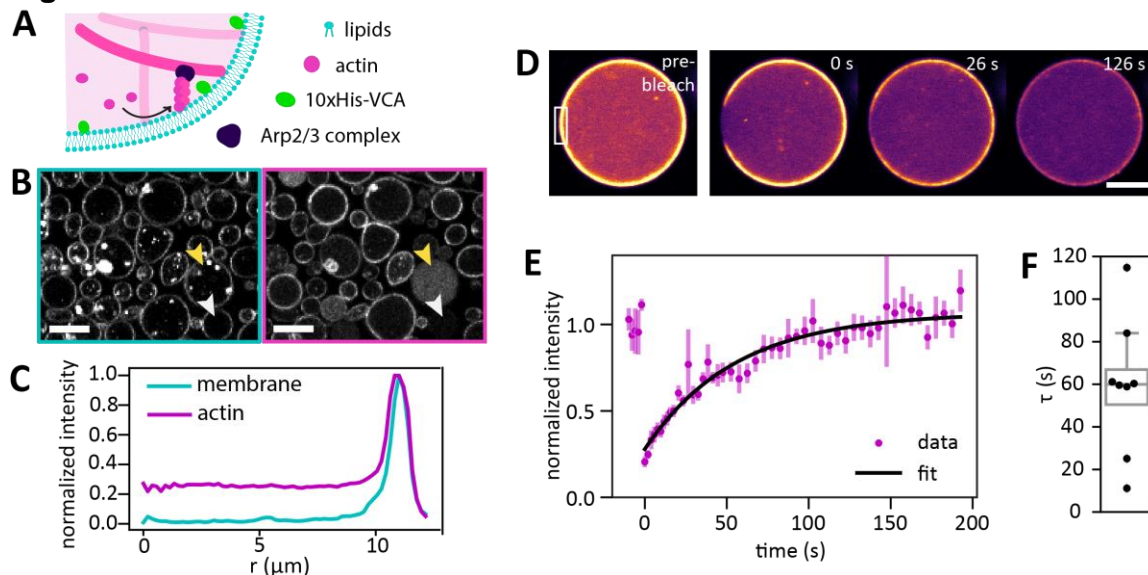 A
lipids
actin
10xHis-VCA
Arp2/3 complex
B
C
normalized intensity
1.0
0.8
0.6
0.4
0.2
0.0
membrane
actin
0
5
10
r (μm)
D
pre-
bleach
0 s
26 s
126 s
E
normalized intensity
1.0
0.5
0.0
data
fit
0
50
100
150
200
time (s)
F
τ (s)
120
100
80
60
40
20
0